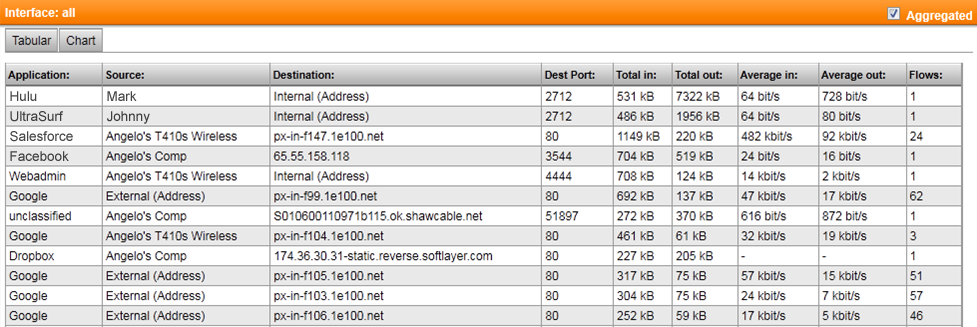 Interface: all
Aggregated
Tabular Chart
Application: Source: Destination: Dest Port: Total in: Total out: Average in: Average out: Flows:
Hulu Mark Internal (Address) 2712 531 kB 7322 kB 64 bit/s 728 bit/s 1
UltraSurf Johnny Internal (Address) 2712 486 kB 1956 kB 64 bit/s 80 bit/s 1
Salesforce Angelo's T410s Wireless px-in-f147.1e100.net 80 1149 kB 220 kB 482 kbit/s 92 kbit/s 24
Facebook Angelo's Comp 65.55.158.118 3544 704 kB 519 kB 24 bit/s 16 bit/s 1
Webadmin Angelo's T410s Wireless Internal (Address) 4444 708 kB 124 kB 14 kbit/s 2 kbit/s 1
Google External (Address) px-in-f99.1e100.net 80 692 kB 137 kB 47 kbit/s 17 kbit/s 62
unclassified Angelo's Comp S010600110971b115.ok.shawcable.net 51897 272 kB 370 kB 616 bit/s 872 bit/s 1
Google Angelo's T410s Wireless px-in-f104.1e100.net 80 461 kB 61 kB 32 kbit/s 19 kbit/s 3
Dropbox Angelo's Comp 174.36.30.31-static.reverse.softlayer.com 80 227 kB 205 kB - - 1
Google External (Address) px-in-f105.1e100.net 80 317 kB 75 kB 57 kbit/s 15 kbit/s 51
Google External (Address) px-in-f103.1e100.net 80 304 kB 75 kB 24 kbit/s 7 kbit/s 57
Google External (Address) px-in-f106.1e100.net 80 252 kB 59 kB 17 kbit/s 5 kbit/s 46